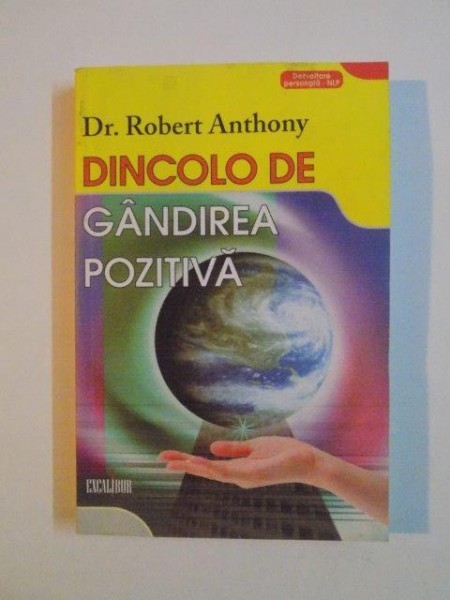 Dezvoltare
personală - NLP
Dr. Robert Anthony
DINCOLO DE
GÂNDIREA
POZITIVĂ
EXCALIBUR